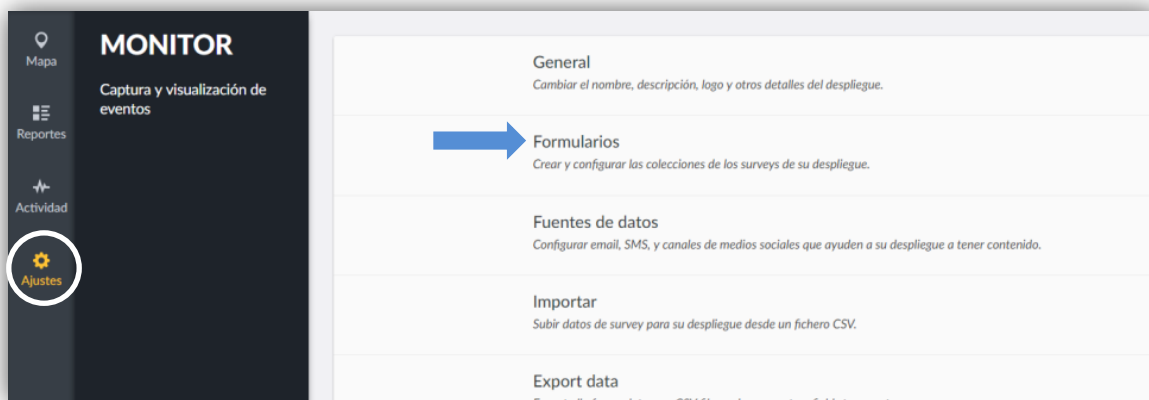 Mapa
Reportes
Actividad
Ajustes
MONITOR
Captura y visualización de
eventos
General
Cambiar el nombre, descripción, logo y otros detalles del despliegue.
Formularios
Crear y configurar las colecciones de los surveys de su despliegue.
Fuentes de datos
Configurar email, SMS, y canales de medios sociales que ayuden a su despliegue a tener contenido.
Importar
Subir datos de survey para su despliegue desde un fichero CSV.
Export data